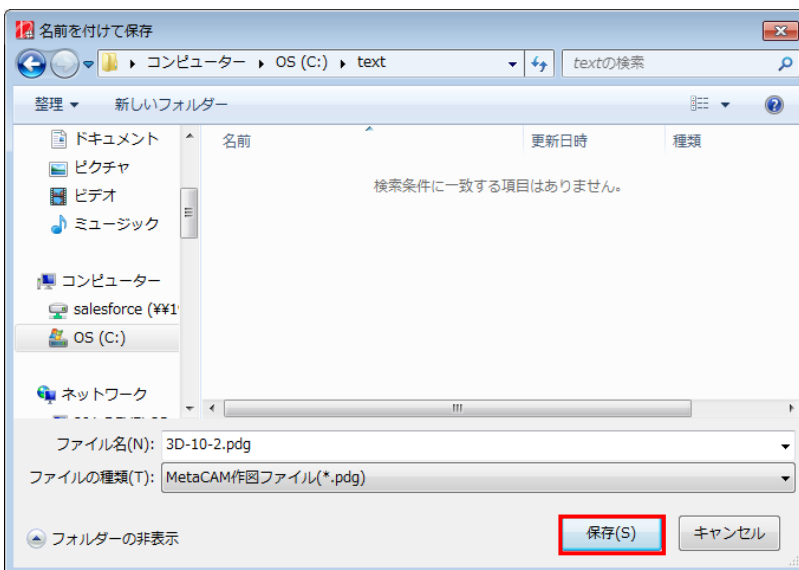 名前を付けて保存
コンピューター OS (C:) text textの検索
整理 新しいフォルダー
名前 更新日時 種類
検索条件に一致する項目はありません。
ドキュメント
ピクチャ
ビデオ
ミュージック
コンピューター
salesforce (¥¥1
OS (C:)
ネットワーク
ファイル名(N): 3D-10-2.pdg
ファイルの種類(T): MetaCAM作図ファイル(*.pdg)
フォルダーの非表示 保存(S) キャンセル